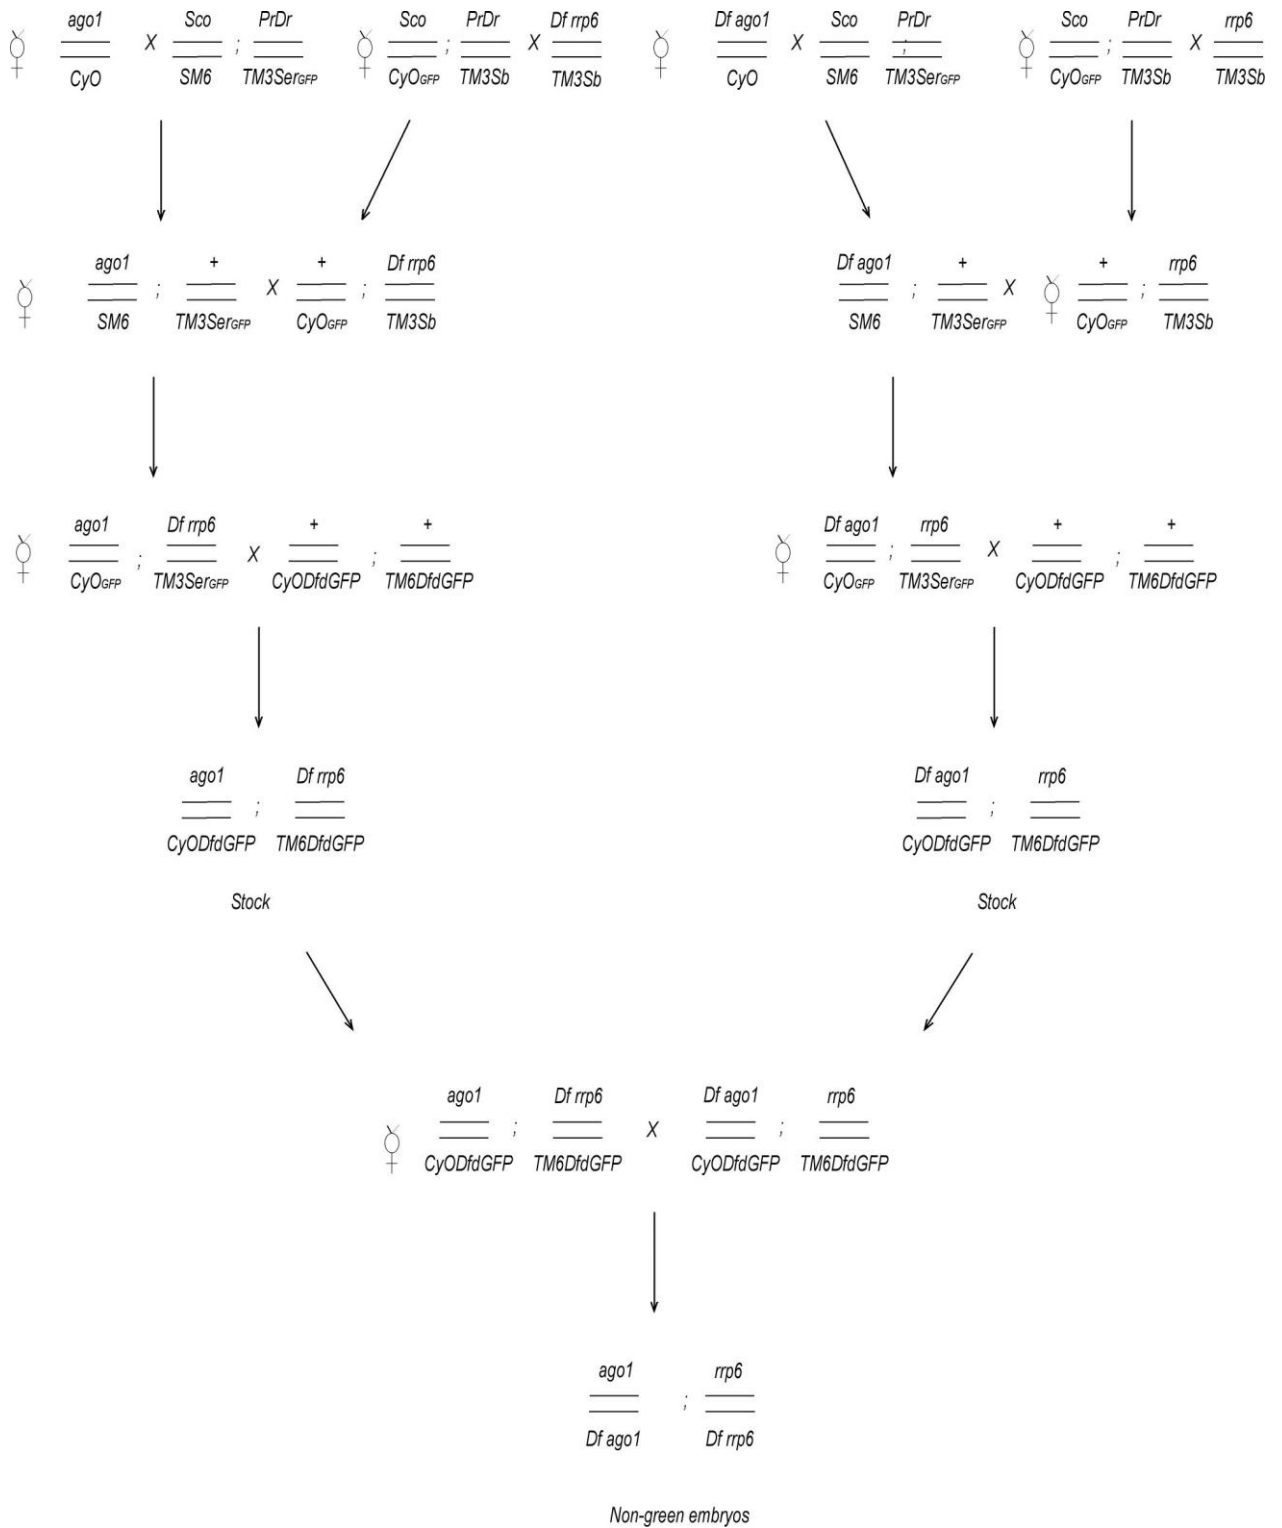 ago1 Sco PrDr Sco PrDr Df rrp6 Df ago1 Sco PrDr Sco PrDr rrp6
X ; ; X X ; ; X
CyO SM6 TM3SerGFP CyOGFP TM3Sb TM3Sb CyO SM6 TM3SerGFP CyOGFP TM3Sb TM3Sb
ago1 + + Df rrp6 Df ago1 + + rrp6
; X ; ; X ;
SM6 TM3SerGFP CyOGFP TM3Sb SM6 TM3SerGFP CyOGFP TM3Sb
ago1 Df rrp6 + + Df ago1 rrp6 + +
; X ; ; X ;
CyOGFP TM3SerGFP CyODfdGFP TM6DfdGFP CyOGFP TM3SerGFP CyODfdGFP TM6DfdGFP
ago1 Df rrp6 Df ago1 rrp6
; ;
CyODfdGFP TM6DfdGFP CyODfdGFP TM6DfdGFP
Stock Stock
ago1 Df rrp6 Df ago1 rrp6
; X ;
CyODfdGFP TM6DfdGFP CyODfdGFP TM6DfdGFP
ago1 rrp6
;
Df ago1 Df rrp6
Non-green embryos